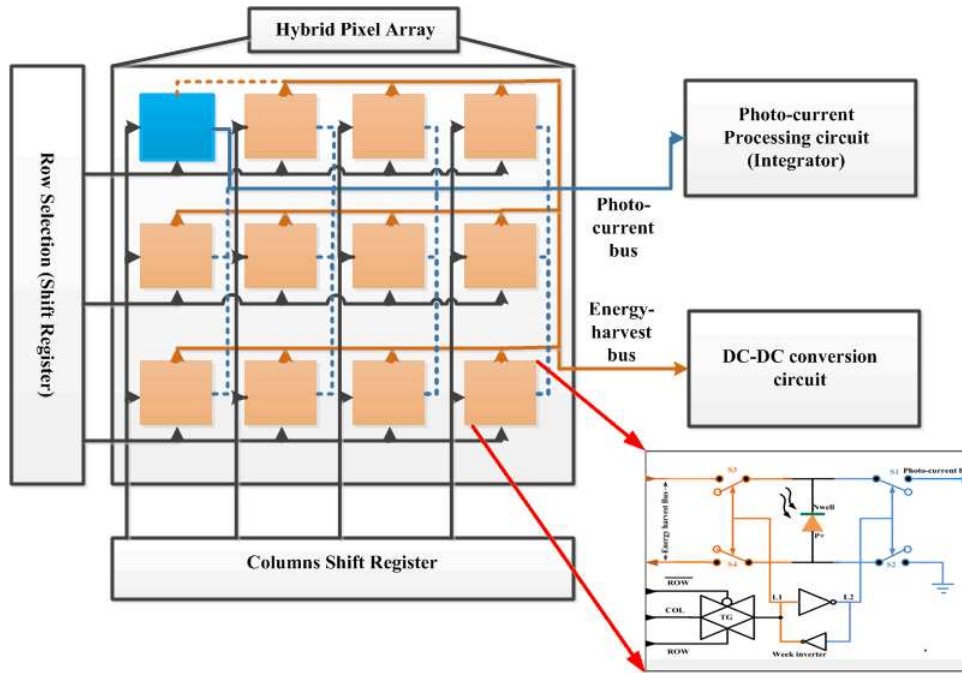 Hybrid Pixel Array
Row Selection (Shift Register)
Photo-current
Processing circuit
(Integrator)
Photo-
current
bus
Energy-
harvest
bus
DC-DC conversion
circuit
Columns Shift Register
S3
S1
Photo-current B
Energy harvest Bus
Nwell
P+
S4
S2
ROW
COL
TG
L1
L2
ROW
Week inverter